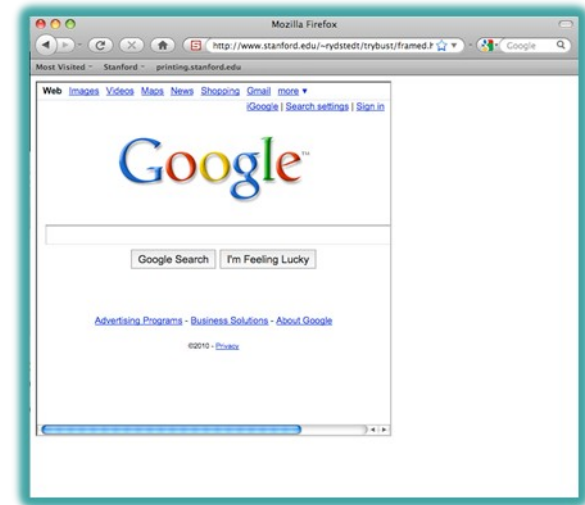 Mozilla Firefox
http://www.stanford.edu/~rydstedt/trybust/framed.h
Google
Most Visited Stanford printing.stanford.edu
Web Images Videos Maps News Shopping Gmail more ▼
iGoogle | Search settings | Sign in
Google™
Google Search I'm Feeling Lucky
Advertising Programs - Business Solutions - About Google
©2010 - Privacy